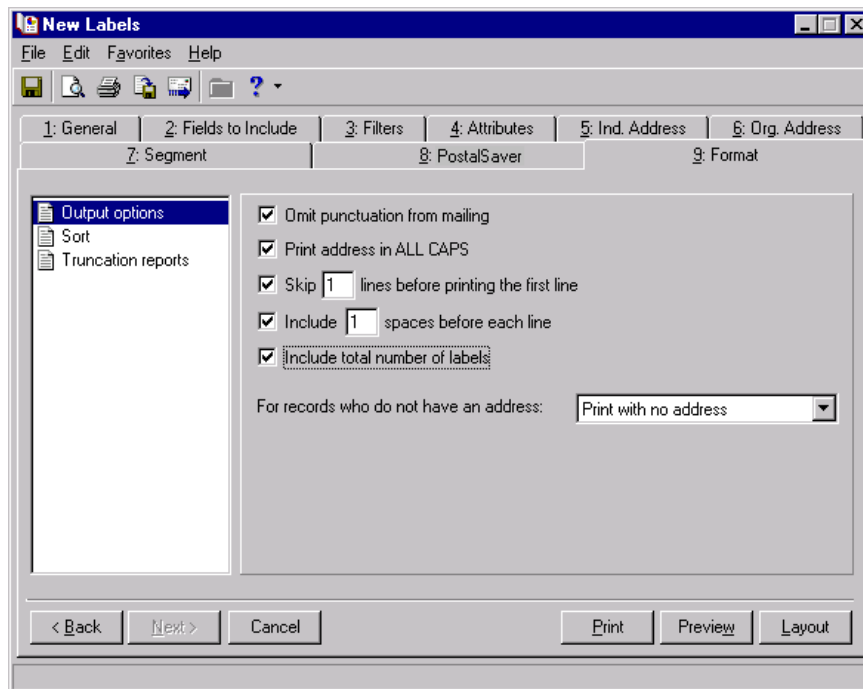 New Labels
File Edit Favorites Help
?
1: General 2: Fields to Include 3: Filters 4: Attributes 5: Ind. Address 6: Org. Address
7: Segment 8: PostalSaver 9: Format
Output options
Sort
Truncation reports
Omit punctuation from mailing
Print address in ALL CAPS
Skip 1 lines before printing the first line
Include 1 spaces before each line
Include total number of labels
For records who do not have an address: Print with no address
< Back Next > Cancel Print Preview Layout